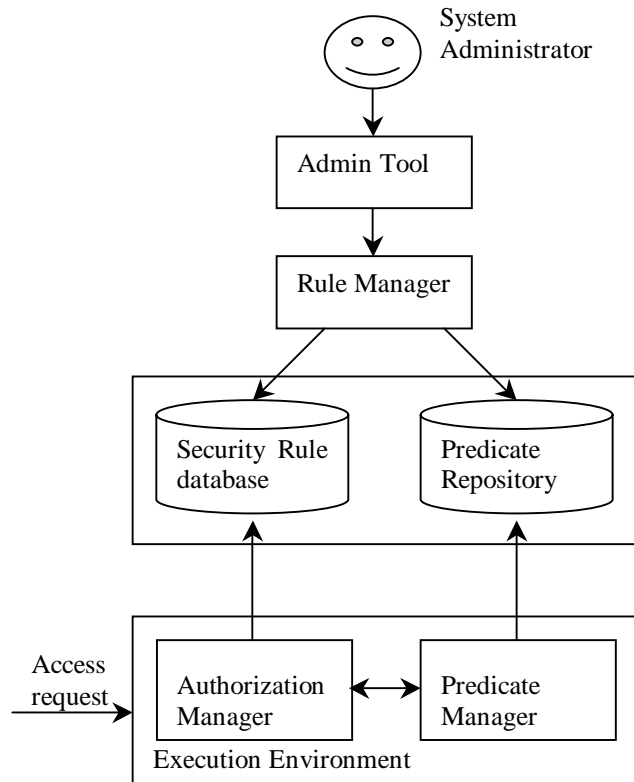 System
Administrator
Admin Tool
Rule Manager
Security Rule
database
Predicate
Repository
Access
request
Authorization
Manager
Predicate
Manager
Execution Environment